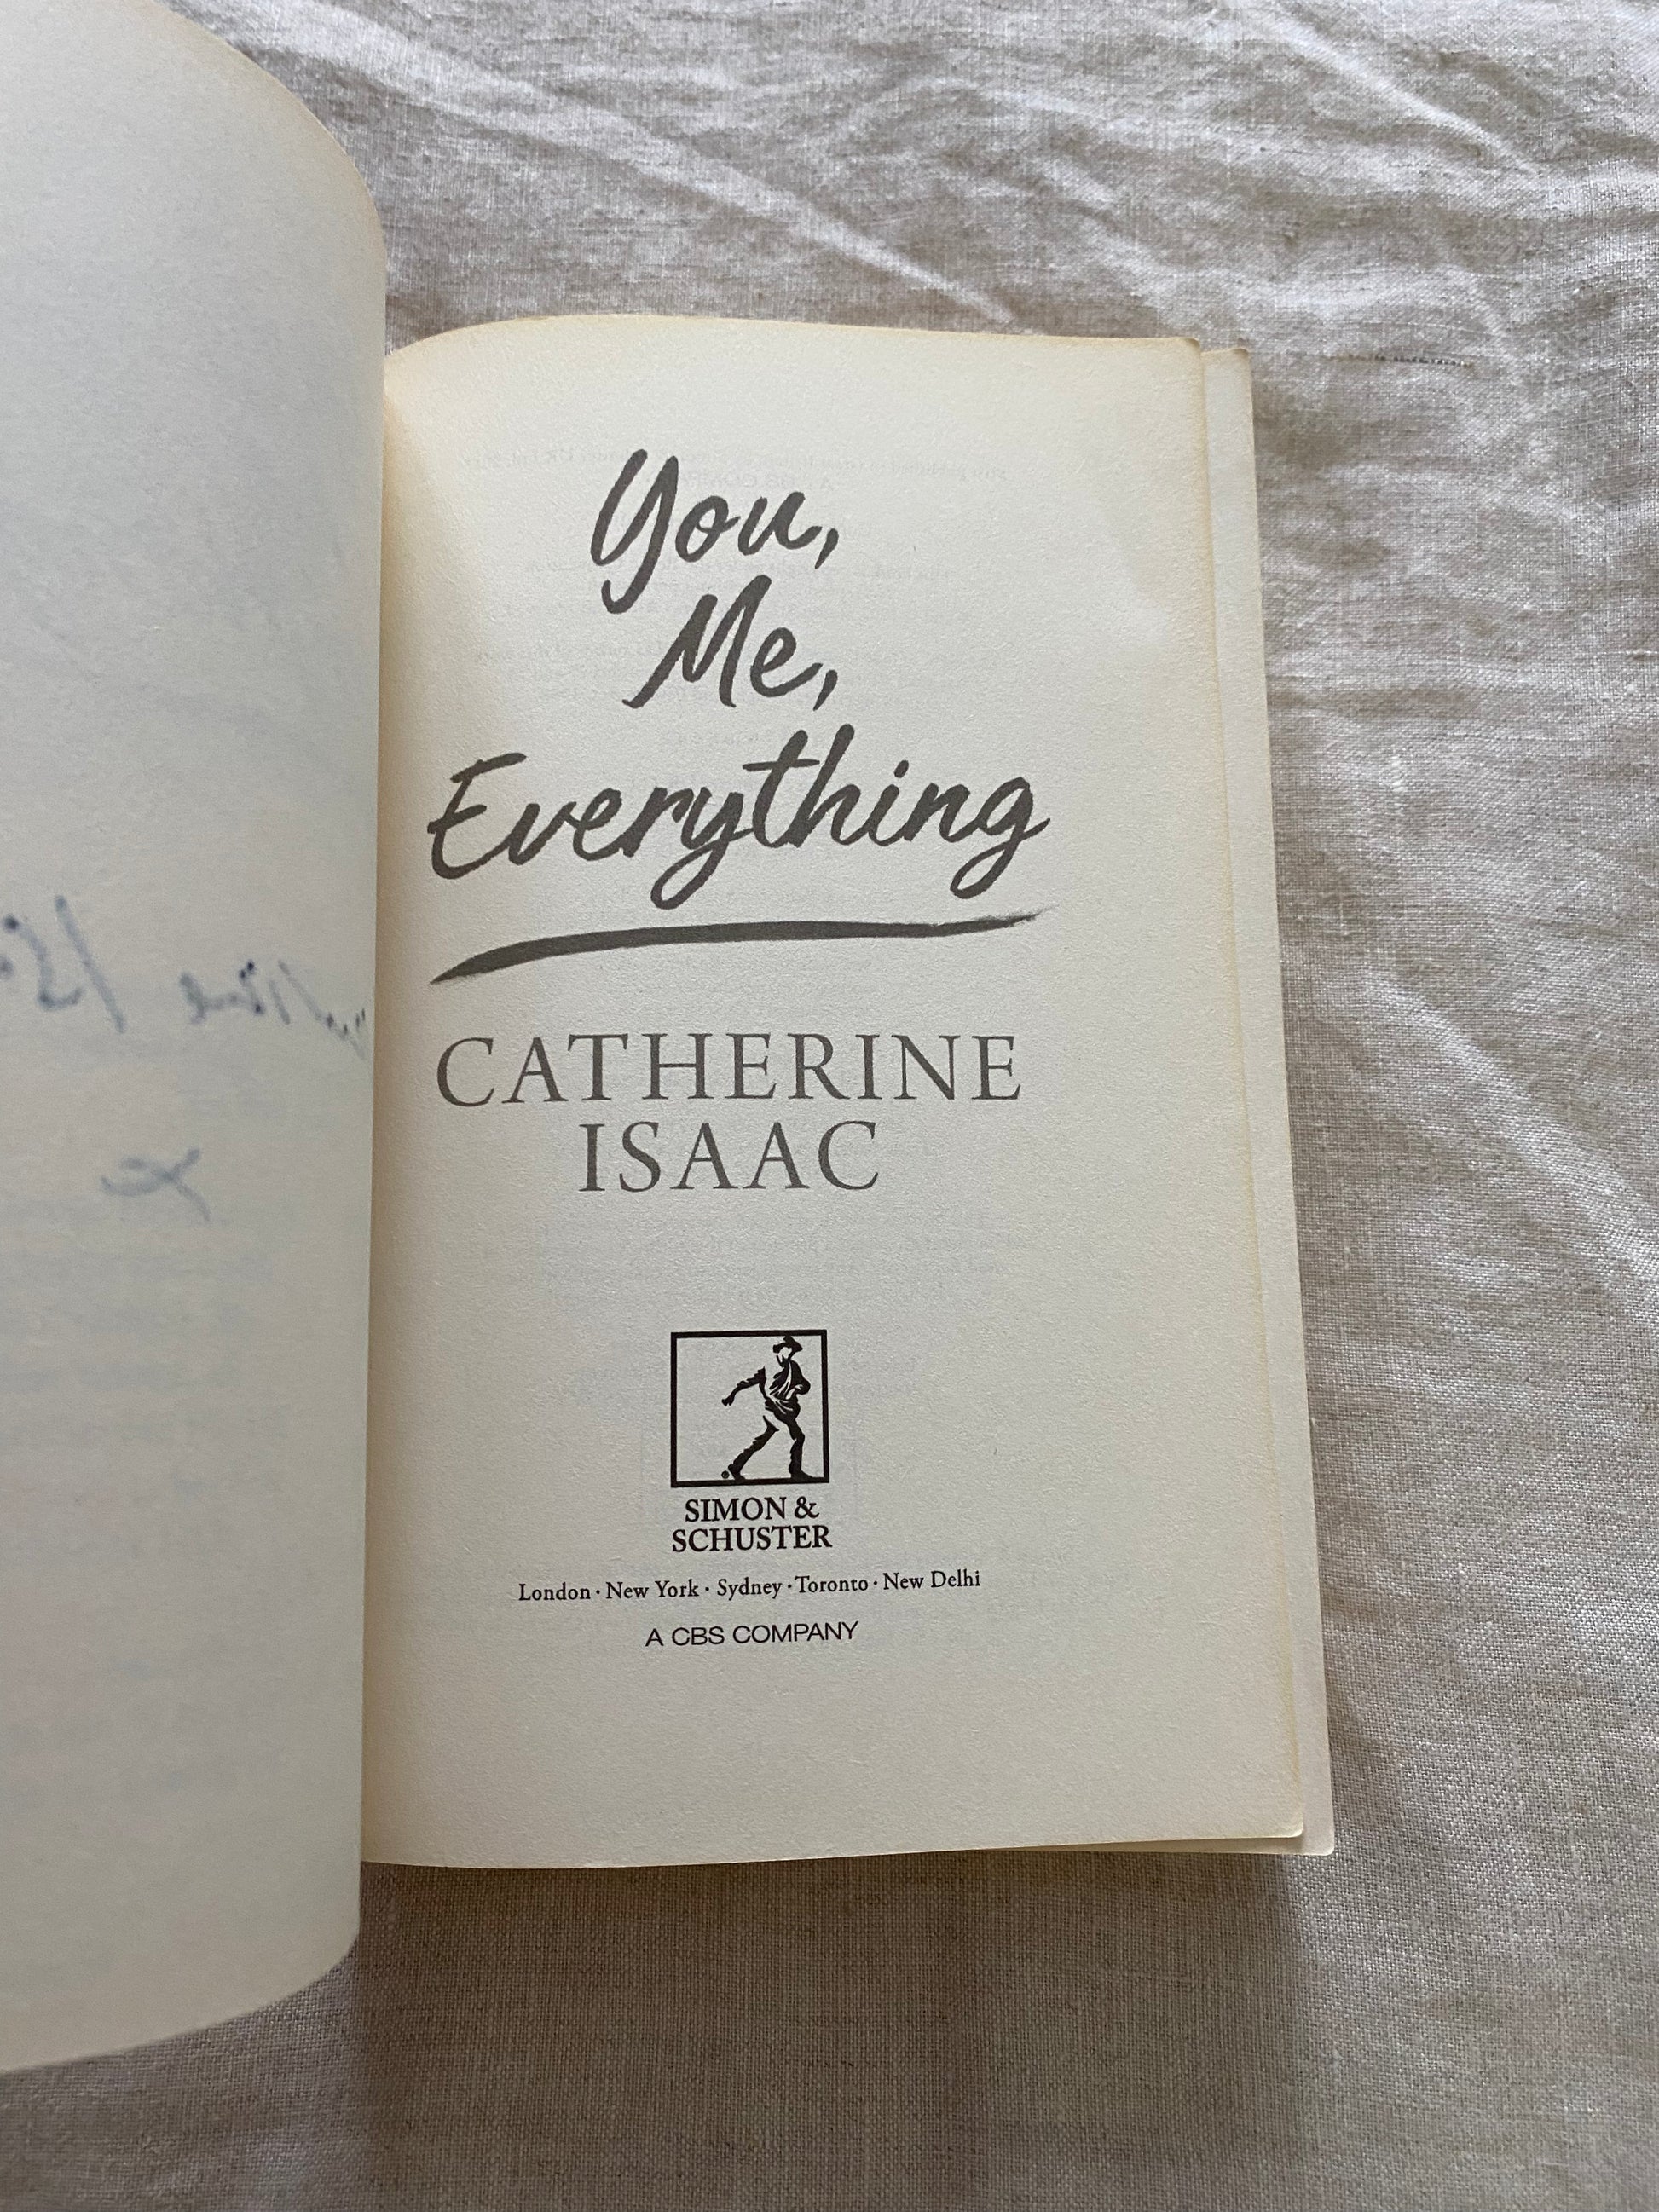 You,
Me,
Everything
CATHERINE
ISAAC
SIMON &
SCHUSTER
London · New York · Sydney · Toronto · New Delhi
A CBS COMPANY